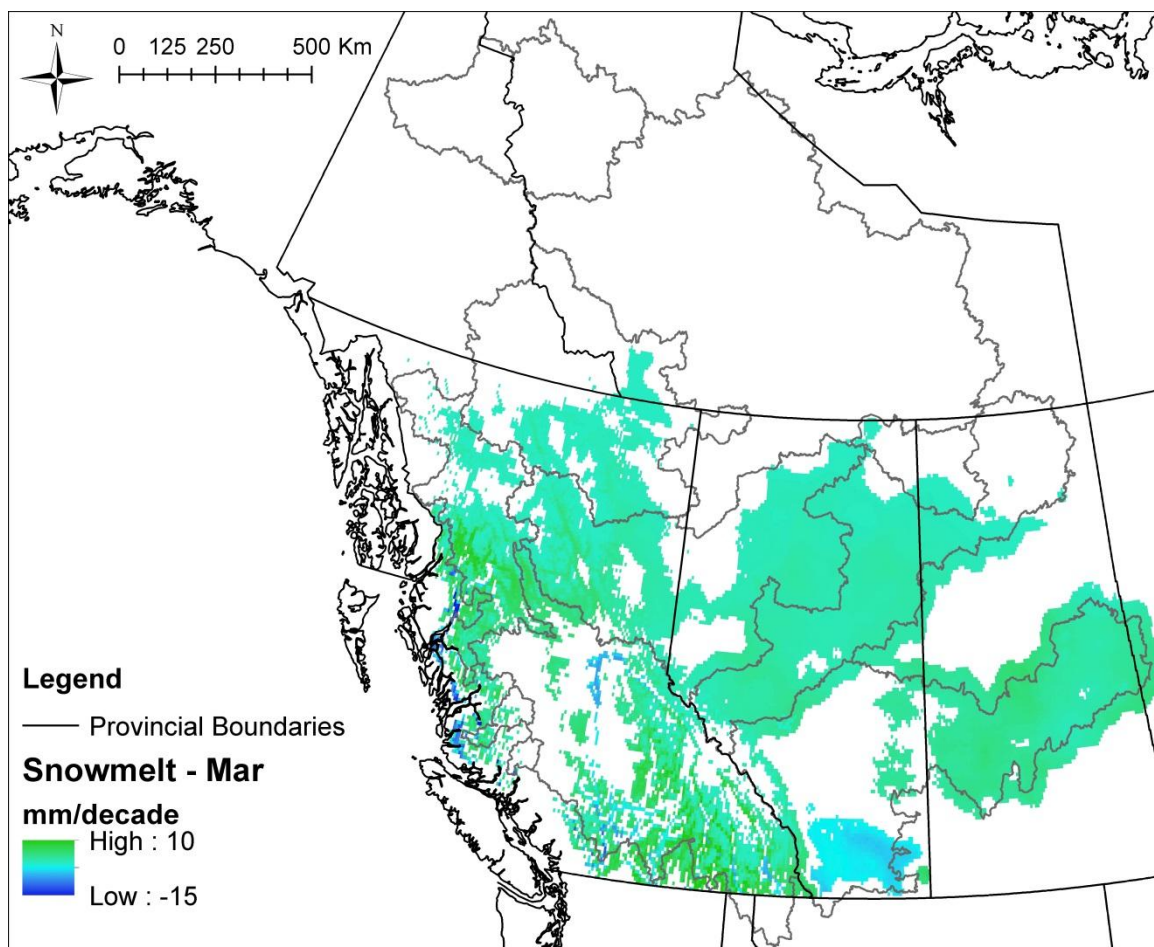 N
0 125 250 500 Km
Legend
Provincial Boundaries
Snowmelt - Mar
mm/decade
High : 10
Low : -15